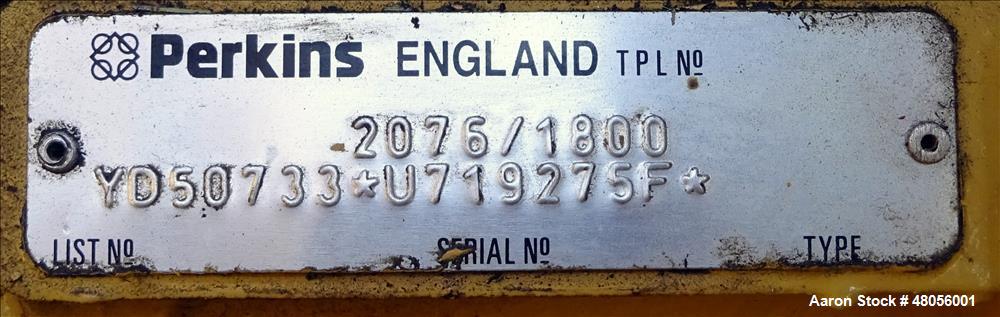 Perkins ENGLAND TPL Nº
2076/1800
YD50733*U719275F*
LIST Nº SERIAL Nº TYPE
Aaron Stock # 48056001